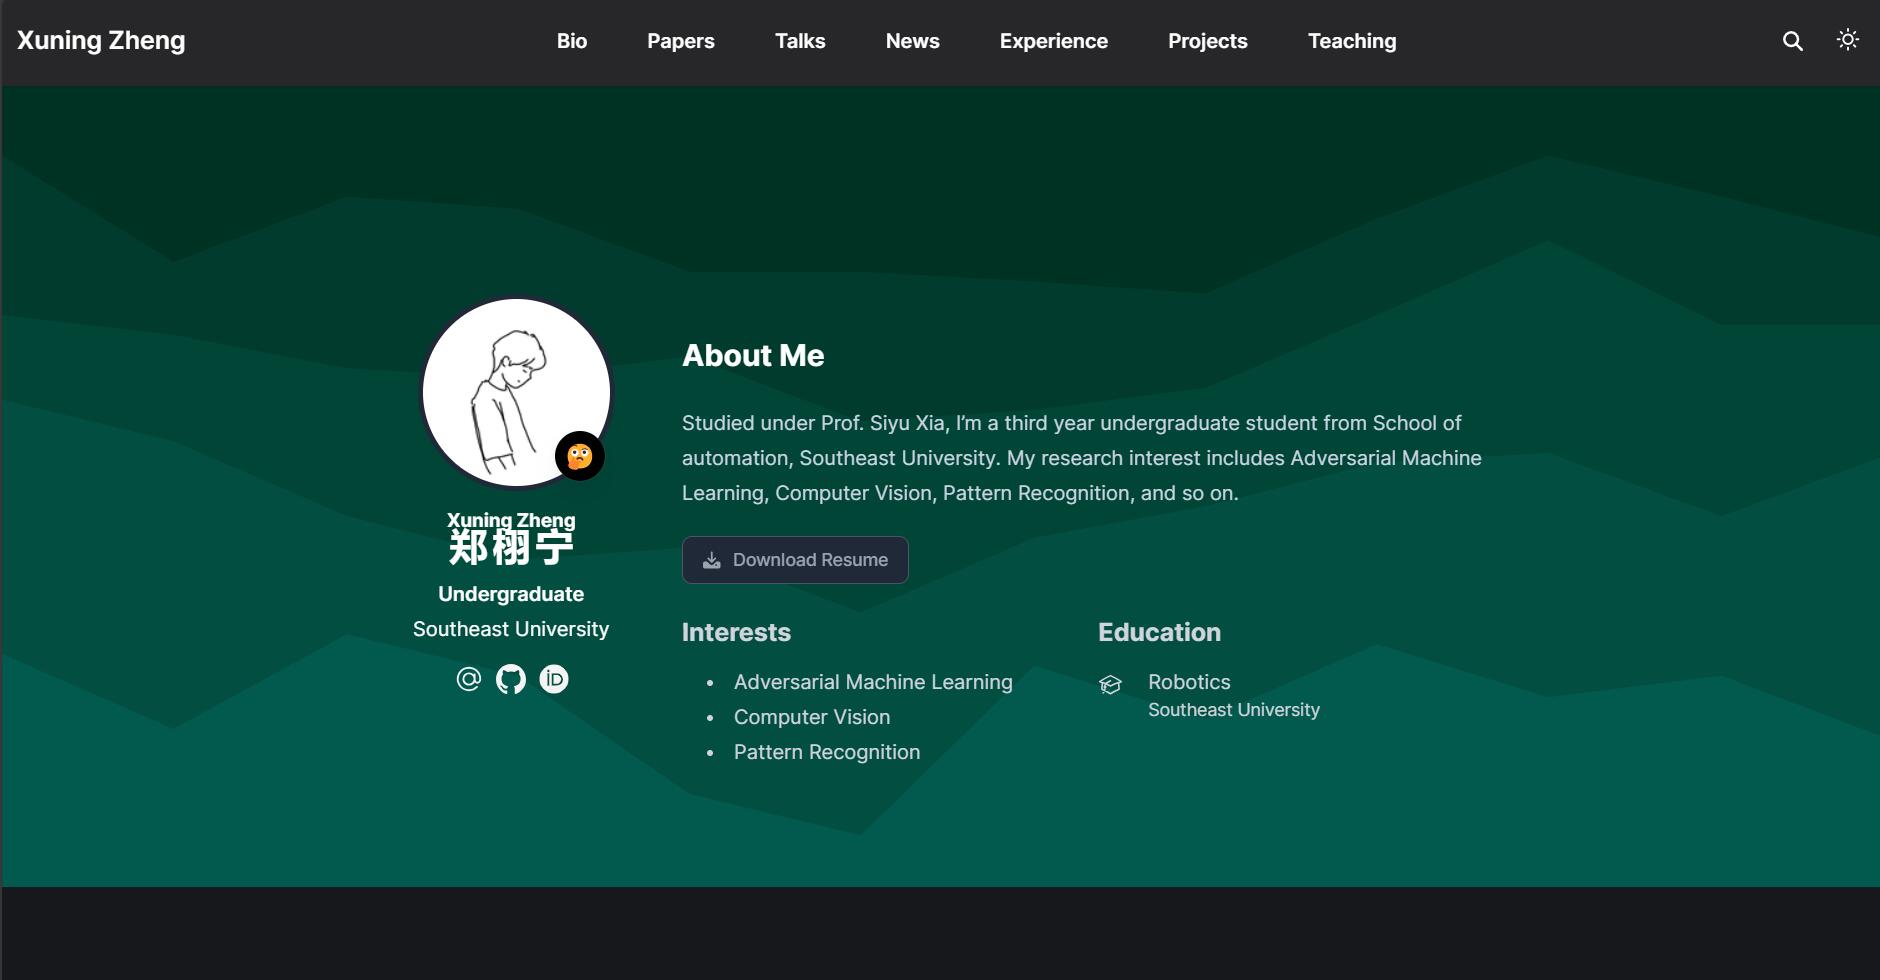 Xuning Zheng
Bio
Papers
Talks
News
Experience
Projects
Teaching
Xuning Zheng
郑栩宁
Undergraduate
Southeast University
iD
About Me
Studied under Prof. Siyu Xia, I’m a third year undergraduate student from School of
automation, Southeast University. My research interest includes Adversarial Machine
Learning, Computer Vision, Pattern Recognition, and so on.
Download Resume
Interests
Adversarial Machine Learning
Computer Vision
Pattern Recognition
Education
Robotics
Southeast University